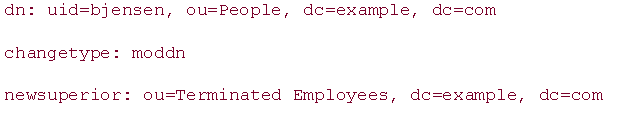 dn: uid=bjensen, ou=People, dc=example, dc=com
changetype: moddn
newsuperior: ou=Terminated Employees, dc=example, dc=com